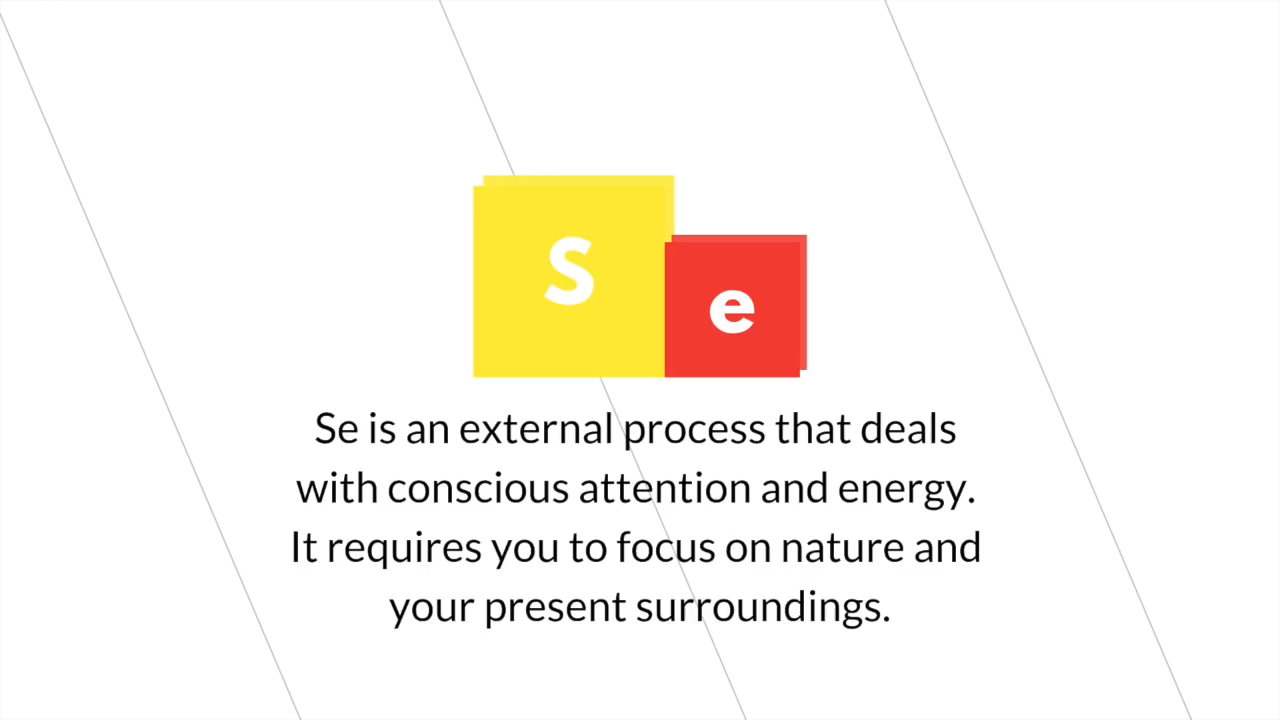 Se
Se is an external process that deals
with conscious attention and energy.
It requires you to focus on nature and
your present surroundings.